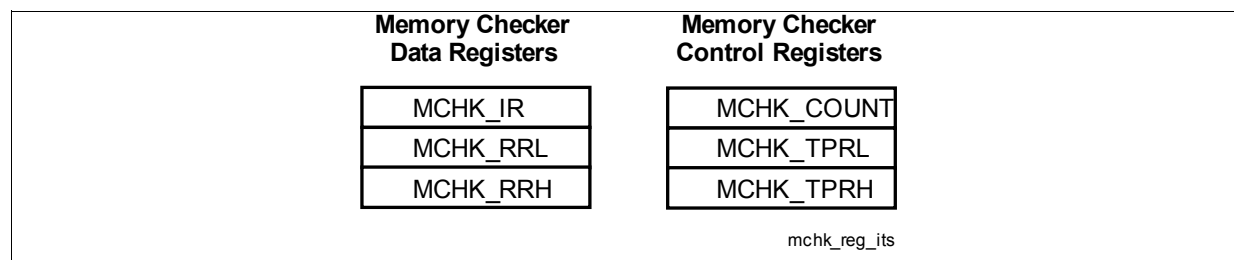 Memory Checker
Data Registers
MCHK_IR
MCHK_RRL
MCHK_RRH
Memory Checker
Control Registers
MCHK_COUNT
MCHK_TPRL
MCHK_TPRH
mchk_reg_its